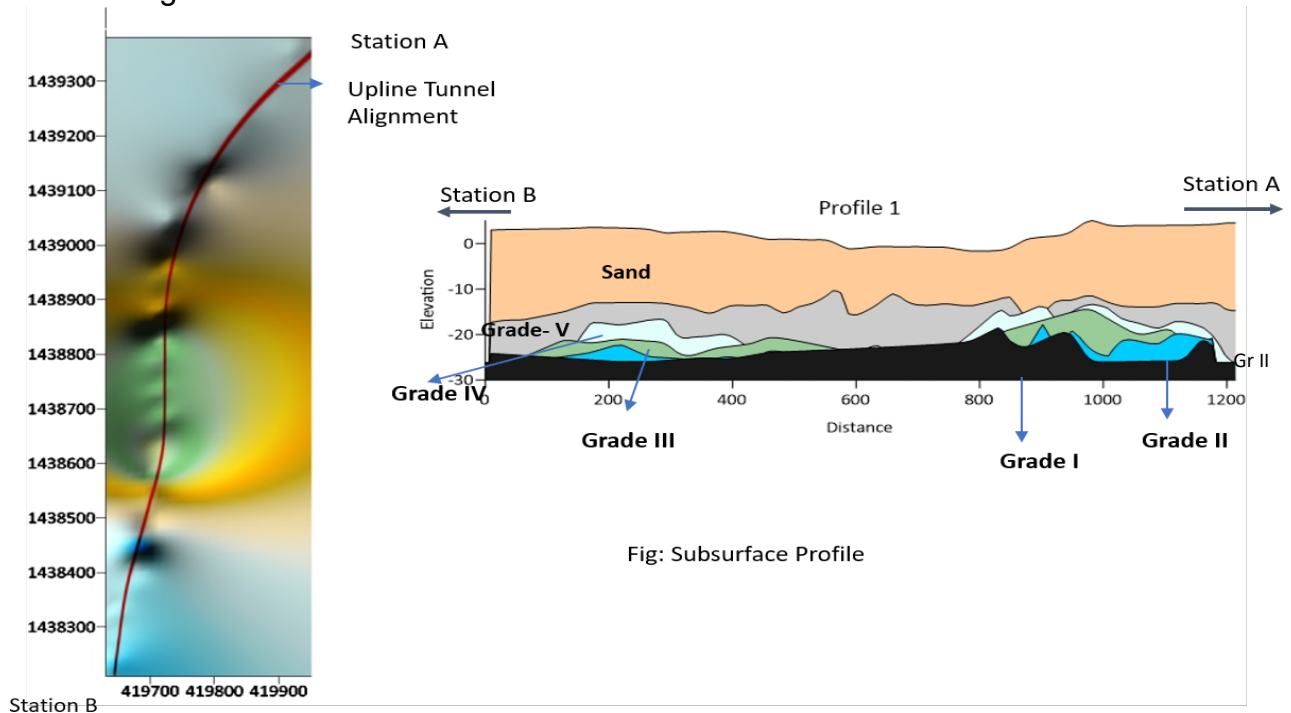 g
Station A
Upline Tunnel
Alignment
1439300
1439200
1439100
1439000
1438900
1438800
1438700
1438600
1438500
1438400
1438300
419700 419800 419900
Station B
Station B
Station A
Profile 1
Elevation
0
-10
-20
-30
Sand
Grade- V
Grade IV
Gr II
0 200 400 600 800 1000 1200
Distance
Grade III
Grade I
Grade II
Fig: Subsurface Profile